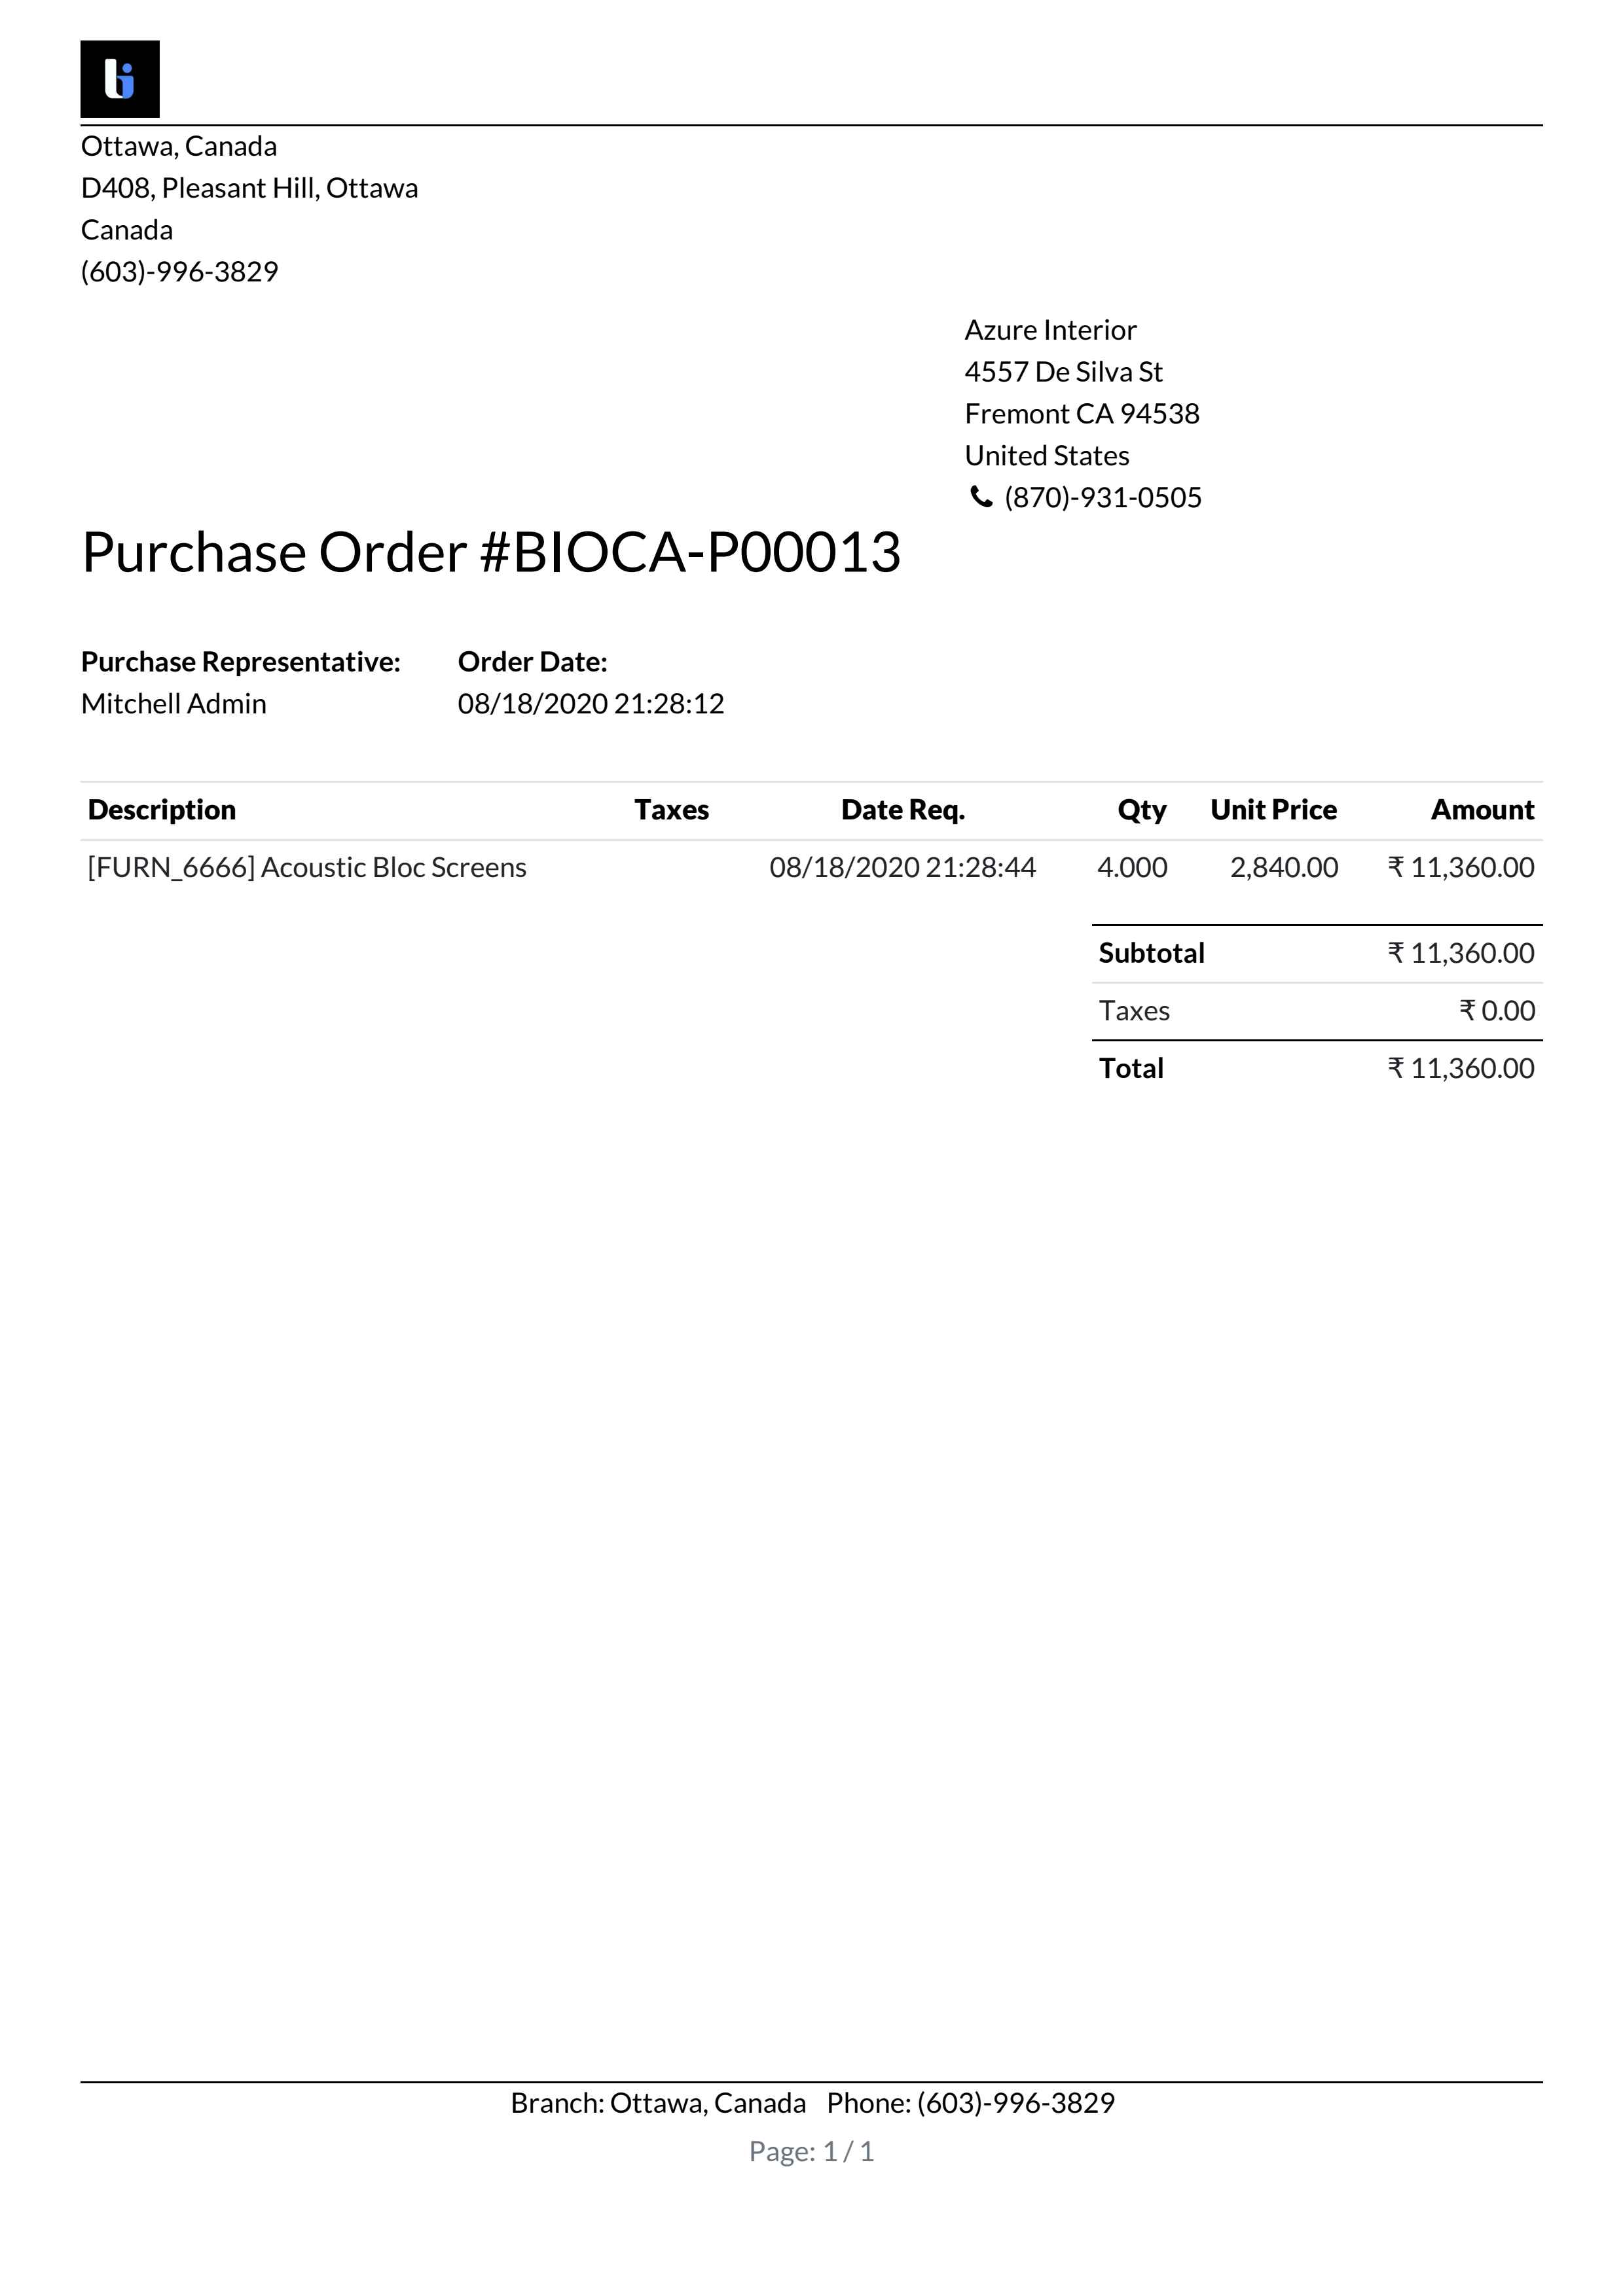 Ottawa, Canada
D408, Pleasant Hill, Ottawa
Canada
(603)-996-3829
Azure Interior
4557 De Silva St
Fremont CA 94538
United States
(870)-931-0505
Purchase Order #BIOCA-P00013
Purchase Representative: Order Date:
Mitchell Admin 08/18/2020 21:28:12
Description Taxes Date Req. Qty Unit Price Amount
[FURN_6666] Acoustic Bloc Screens 08/18/2020 21:28:44 4.000 2,840.00 ₹ 11,360.00
Subtotal ₹ 11,360.00
Taxes ₹ 0.00
Total ₹ 11,360.00
Branch: Ottawa, Canada Phone: (603)-996-3829
Page: 1 / 1